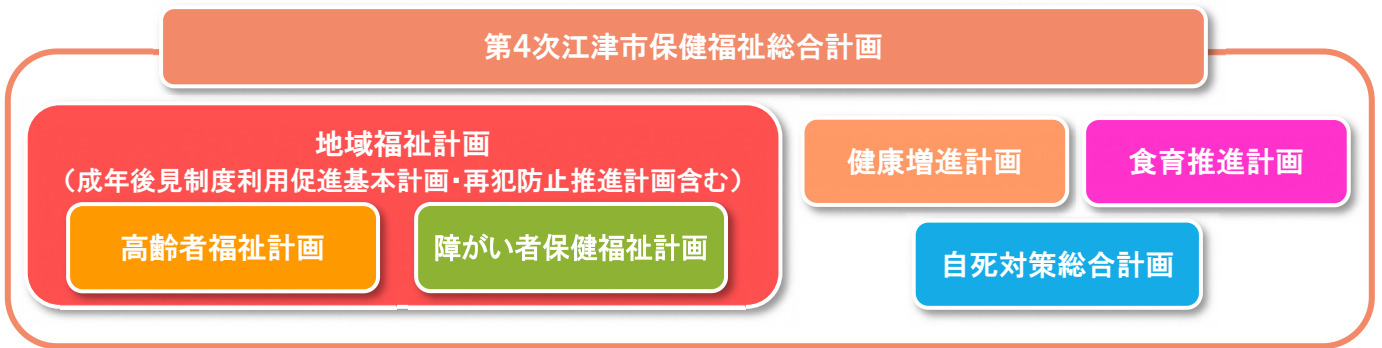 第4次江津市保健福祉総合計画
地域福祉計画
（成年後見制度利用促進基本計画・再犯防止推進計画含む）
高齢者福祉計画
障がい者保健福祉計画
健康増進計画
食育推進計画
自死対策総合計画